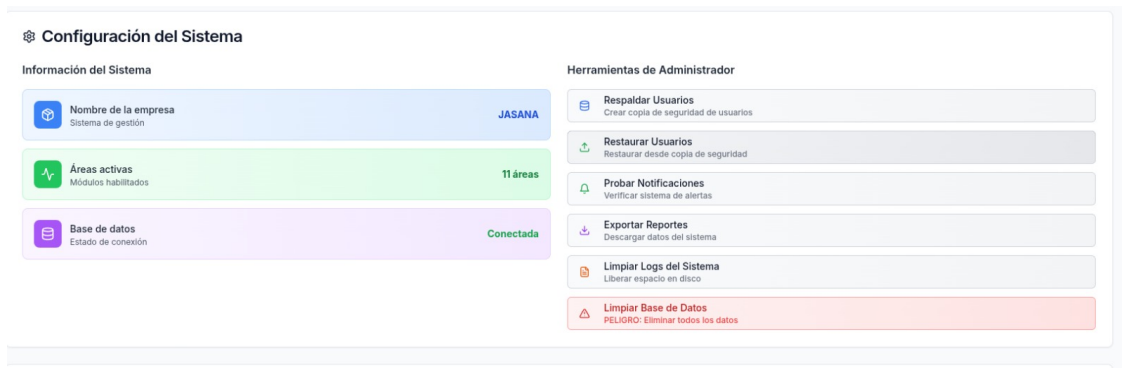 Configuración del Sistema
Información del Sistema
Nombre de la empresa
Sistema de gestión
JASANA
Áreas activas
Módulos habilitados
11 áreas
Base de datos
Estado de conexión
Conectada
Herramientas de Administrador
Respaldar Usuarios
Crear copia de seguridad de usuarios
Restaurar Usuarios
Restaurar desde copia de seguridad
Probar Notificaciones
Verificar sistema de alertas
Exportar Reportes
Descargar datos del sistema
Limpiar Logs del Sistema
Liberar espacio en disco
Limpiar Base de Datos
PELIGRO: Eliminar todos los datos